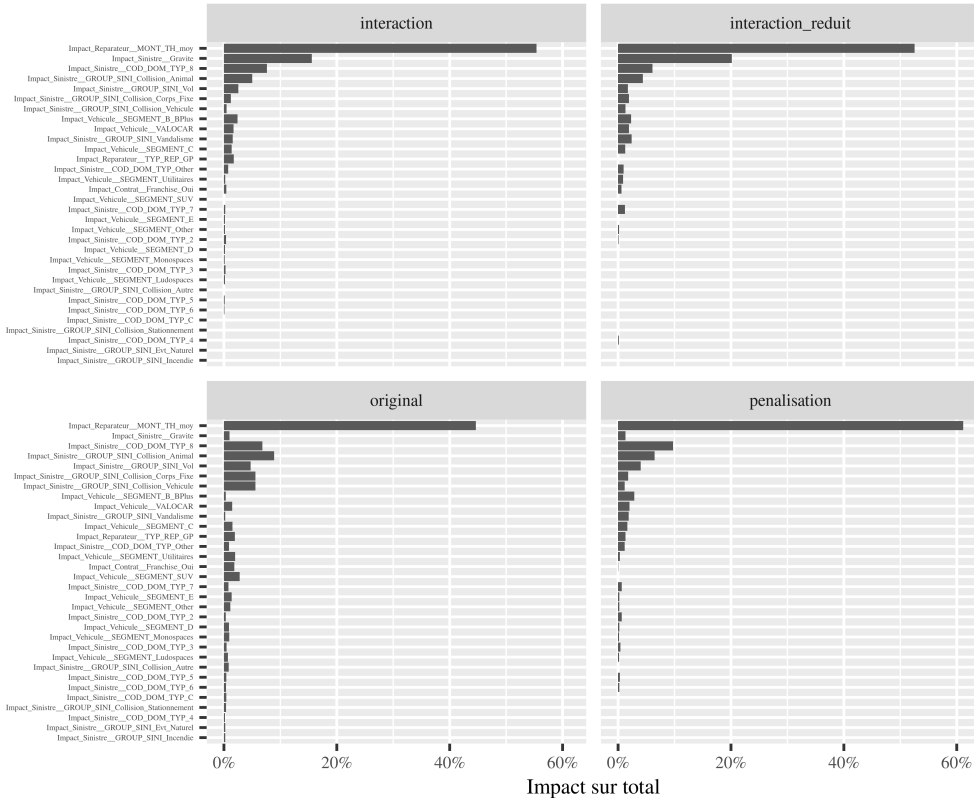 interaction
interaction_reduit
Impact_Reparateur__MONT_TH_moy
Impact_Sinistre__Gravite
Impact_Sinistre__COD_DOM_TYP_8
Impact_Sinistre__GROUP_SINI_Collision_Animal
Impact_Sinistre__GROUP_SINI_Vol
Impact_Sinistre__GROUP_SINI_Collision_Corps_Fixe
Impact_Sinistre__GROUP_SINI_Collision_Vehicule
Impact_Vehicule__SEGMENT_B_BPlus
Impact_Vehicule__VALOCAR
Impact_Sinistre__GROUP_SINI_Vandalisme
Impact_Vehicule__SEGMENT_C
Impact_Reparateur__TYP_REP_GP
Impact_Sinistre__COD_DOM_TYP_Other
Impact_Vehicule__SEGMENT_Utilitaires
Impact_Contrat__Franchise_Oui
Impact_Vehicule__SEGMENT_SUV
Impact_Sinistre__COD_DOM_TYP_7
Impact_Vehicule__SEGMENT_E
Impact_Vehicule__SEGMENT_Other
Impact_Sinistre__COD_DOM_TYP_2
Impact_Vehicule__SEGMENT_D
Impact_Vehicule__SEGMENT_Monospaces
Impact_Sinistre__COD_DOM_TYP_3
Impact_Vehicule__SEGMENT_Ludospaces
Impact_Sinistre__GROUP_SINI_Collision_Autre
Impact_Sinistre__COD_DOM_TYP_5
Impact_Sinistre__COD_DOM_TYP_6
Impact_Sinistre__COD_DOM_TYP_C
Impact_Sinistre__GROUP_SINI_Collision_Stationnement
Impact_Sinistre__COD_DOM_TYP_4
Impact_Sinistre__GROUP_SINI_Evt_Naturel
Impact_Sinistre__GROUP_SINI_Incendie
original
penalisation
Impact_Reparateur__MONT_TH_moy
Impact_Sinistre__Gravite
Impact_Sinistre__COD_DOM_TYP_8
Impact_Sinistre__GROUP_SINI_Collision_Animal
Impact_Sinistre__GROUP_SINI_Vol
Impact_Sinistre__GROUP_SINI_Collision_Corps_Fixe
Impact_Sinistre__GROUP_SINI_Collision_Vehicule
Impact_Vehicule__SEGMENT_B_BPlus
Impact_Vehicule__VALOCAR
Impact_Sinistre__GROUP_SINI_Vandalisme
Impact_Vehicule__SEGMENT_C
Impact_Reparateur__TYP_REP_GP
Impact_Sinistre__COD_DOM_TYP_Other
Impact_Vehicule__SEGMENT_Utilitaires
Impact_Contrat__Franchise_Oui
Impact_Vehicule__SEGMENT_SUV
Impact_Sinistre__COD_DOM_TYP_7
Impact_Vehicule__SEGMENT_E
Impact_Vehicule__SEGMENT_Other
Impact_Sinistre__COD_DOM_TYP_2
Impact_Vehicule__SEGMENT_D
Impact_Vehicule__SEGMENT_Monospaces
Impact_Sinistre__COD_DOM_TYP_3
Impact_Vehicule__SEGMENT_Ludospaces
Impact_Sinistre__GROUP_SINI_Collision_Autre
Impact_Sinistre__COD_DOM_TYP_5
Impact_Sinistre__COD_DOM_TYP_6
Impact_Sinistre__COD_DOM_TYP_C
Impact_Sinistre__GROUP_SINI_Collision_Stationnement
Impact_Sinistre__COD_DOM_TYP_4
Impact_Sinistre__GROUP_SINI_Evt_Naturel
Impact_Sinistre__GROUP_SINI_Incendie
0% 20% 40% 60% 0% 20% 40% 60%
Impact sur total